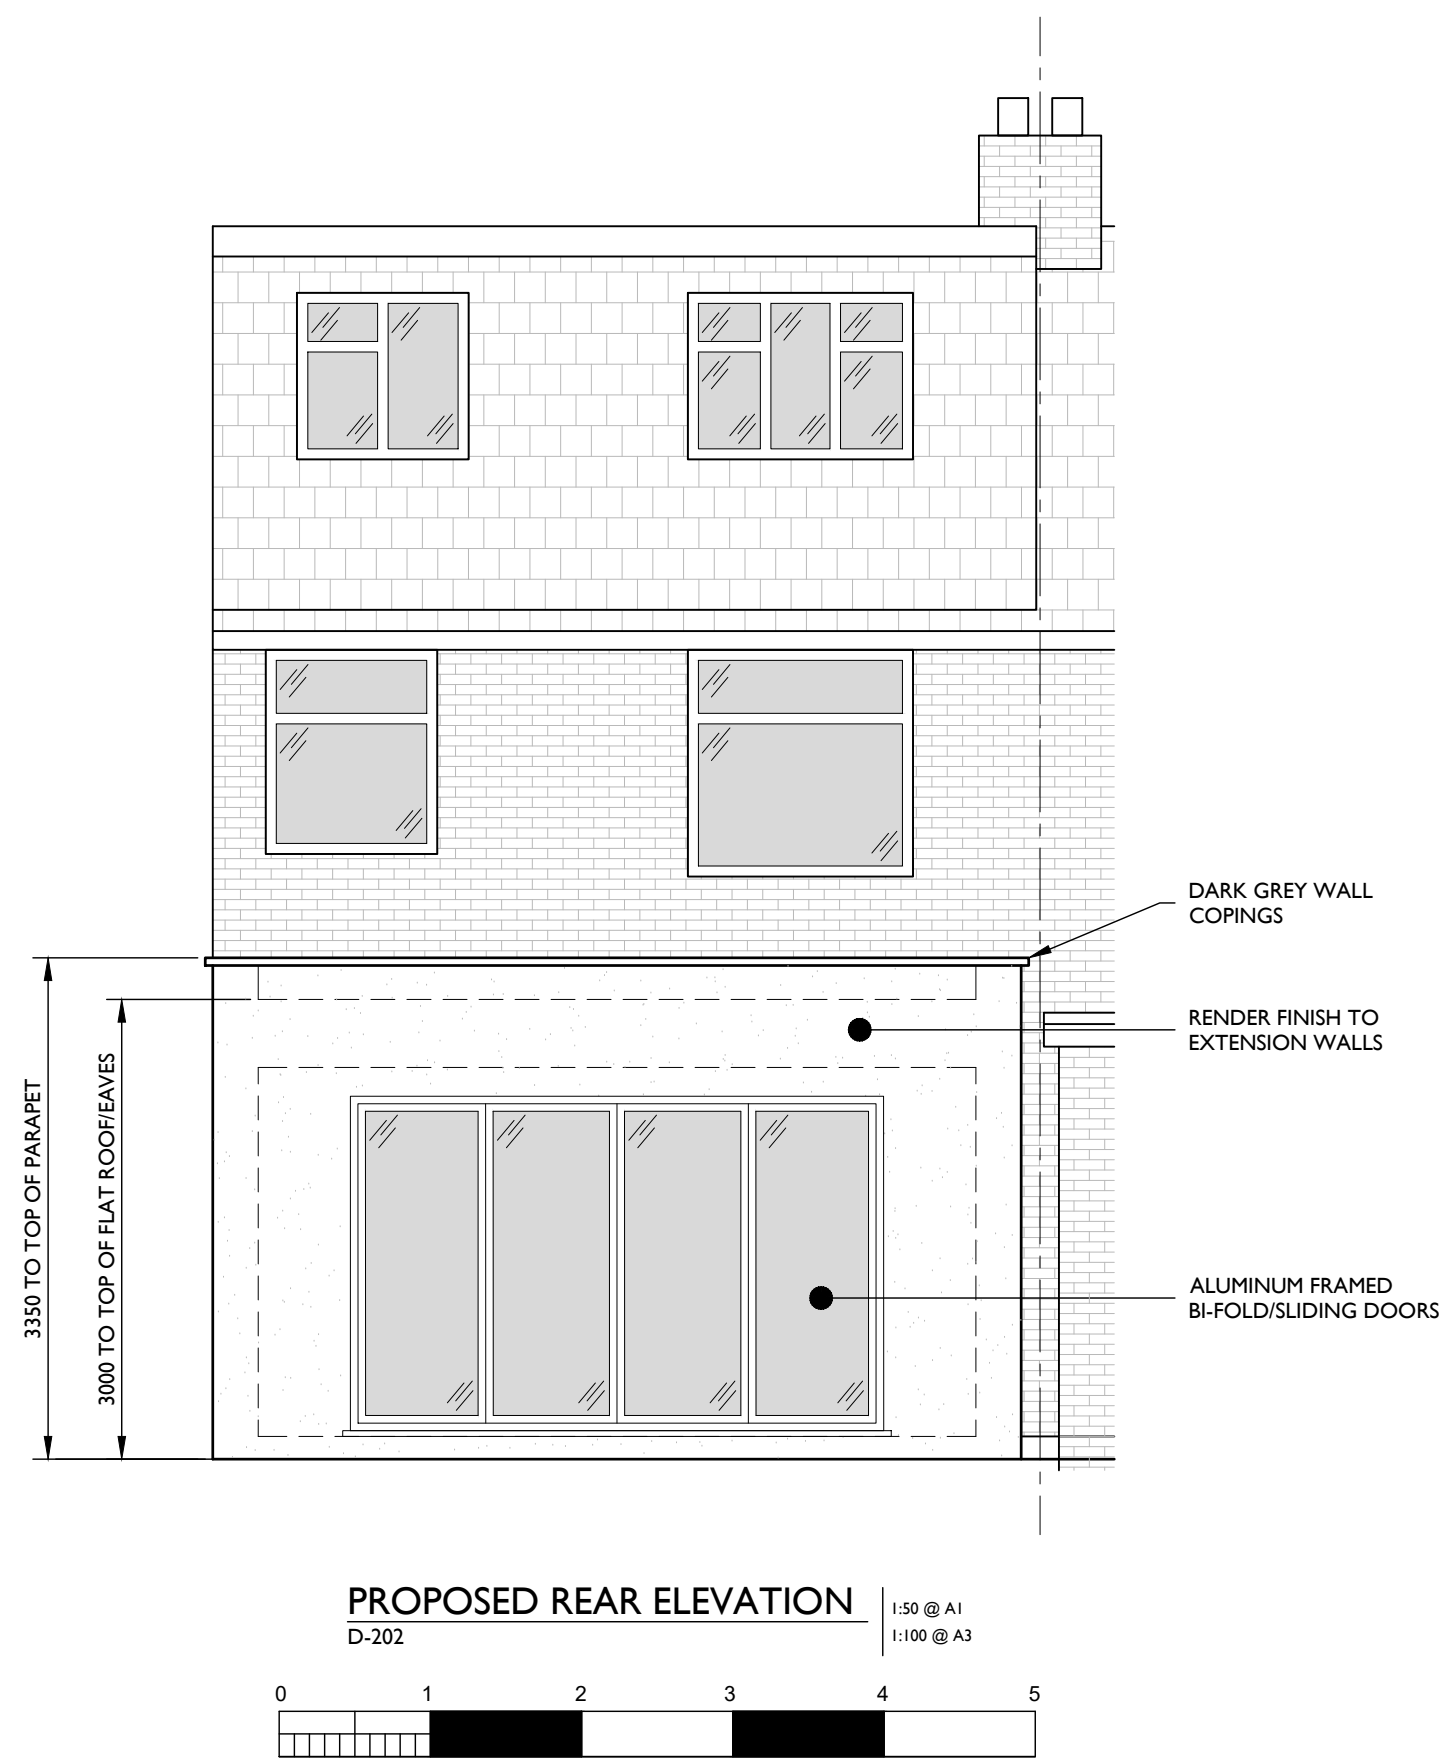 DARK GREY WALL
COPINGS
RENDER FINISH TO
EXTENSION WALLS
3350 TO TOP OF PARAPET
3000 TO TOP OF FLAT ROOF/EAVES
ALUMINUM FRAMED
BI-FOLD/SLIDING DOORS
PROPOSED REAR ELEVATION
D-202
1:50 @ A1
1:100 @ A3
0 1 2 3 4 5